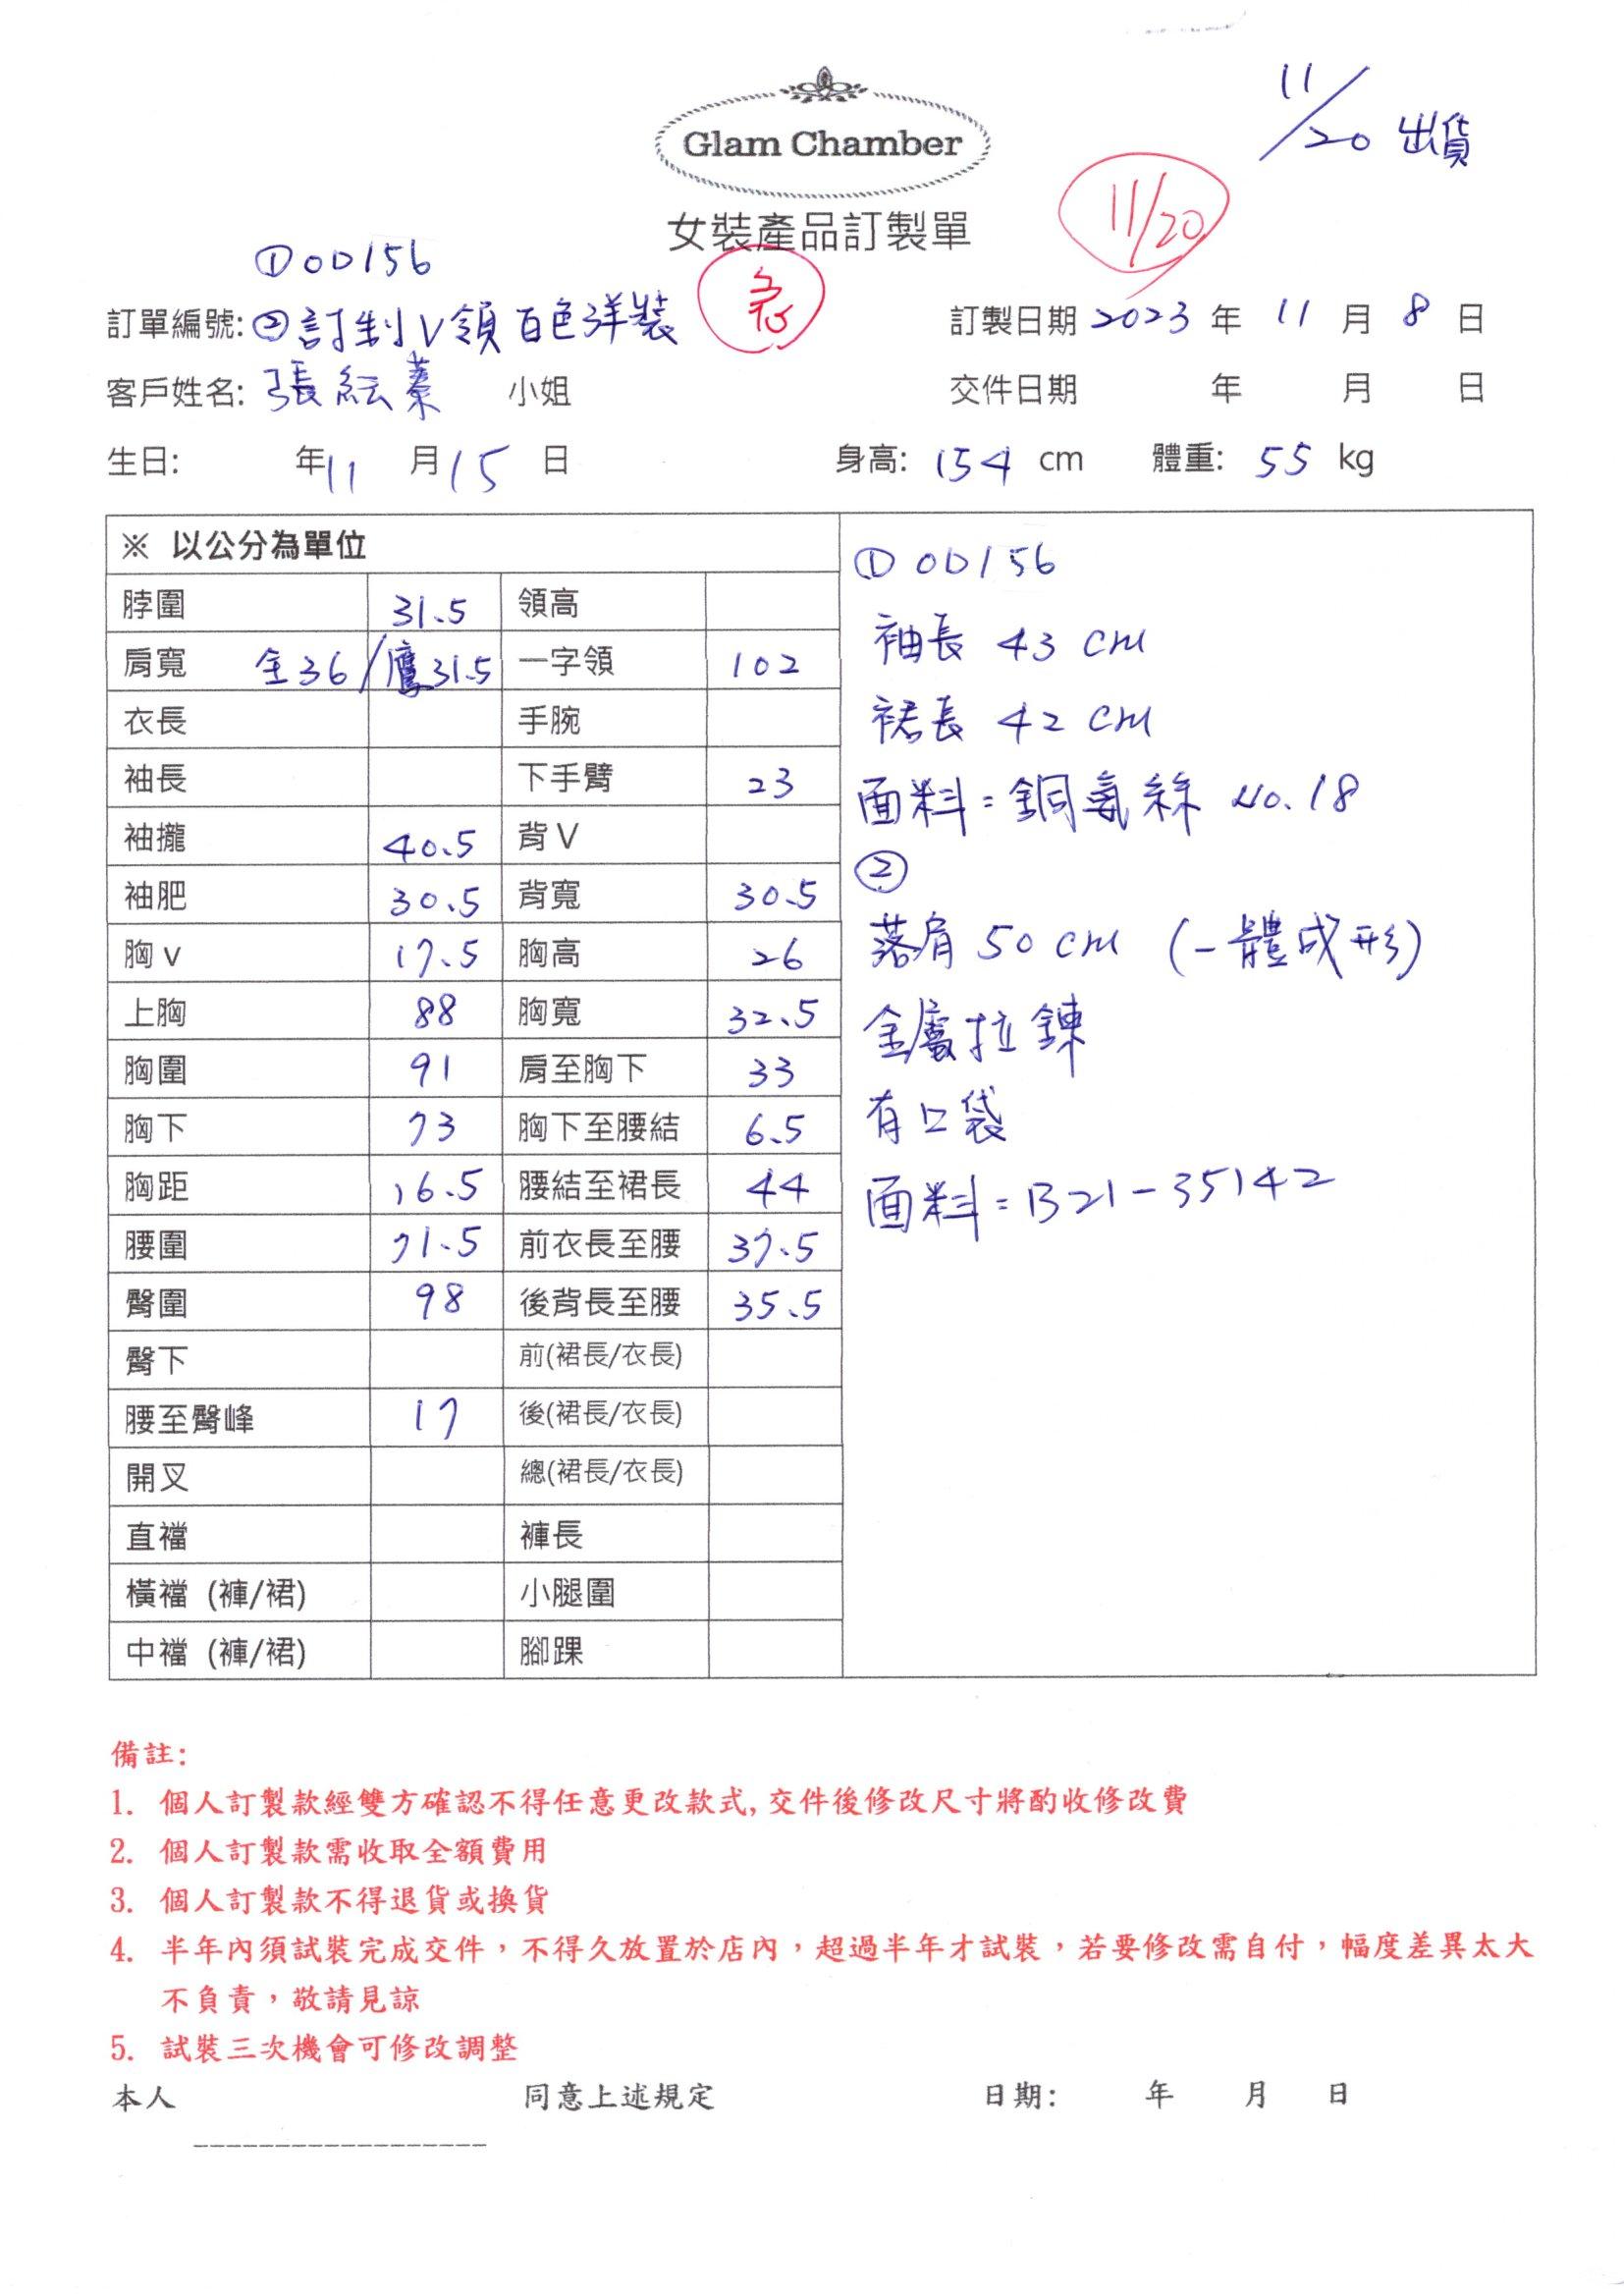 11/20 出貨
Glam Chamber
11/20
女裝產品訂製單
① OD156
訂單編號: ②訂制V領白色洋裝
急
訂製日期 2023 年 11 月 8 日
客戶姓名: 張紜蓁 小姐
交件日期 年 月 日
生日: 年 11 月 15 日
身高: 154 cm 體重: 55 kg
※ 以公分為單位
脖圍 31.5 領高
肩寬 全36/鷹31.5 一字領 102
衣長 手腕
袖長 下手臂 23
袖攏 40.5 背V
袖肥 30.5 背寬 30.5
胸v 17.5 胸高 26
上胸 88 胸寬 32.5
胸圍 91 肩至胸下 33
胸下 73 胸下至腰結 6.5
胸距 16.5 腰結至裙長 44
腰圍 71.5 前衣長至腰 37.5
臀圍 98 後背長至腰 35.5
臀下 前(裙長/衣長)
腰至臀峰 17 後(裙長/衣長)
開叉 總(裙長/衣長)
直襠 褲長
橫襠 (褲/裙) 小腿圍
中襠 (褲/裙) 腳踝
① OD156
袖長 43 cm
裙長 42 cm
面料=銅氨絲 No.18
②
落肩 50 cm (一體成形)
金屬拉鍊
有口袋
面料=B21-35142
備註:
1. 個人訂製款經雙方確認不得任意更改款式,交件後修改尺寸將酌收修改費
2. 個人訂製款需收取全額費用
3. 個人訂製款不得退貨或換貨
4. 半年內須試裝完成交件,不得久放置於店內,超過半年才試裝,若要修改需自付,幅度差異太大
不負責,敬請見諒
5. 試裝三次機會可修改調整
本人 同意上述規定 日期: 年 月 日